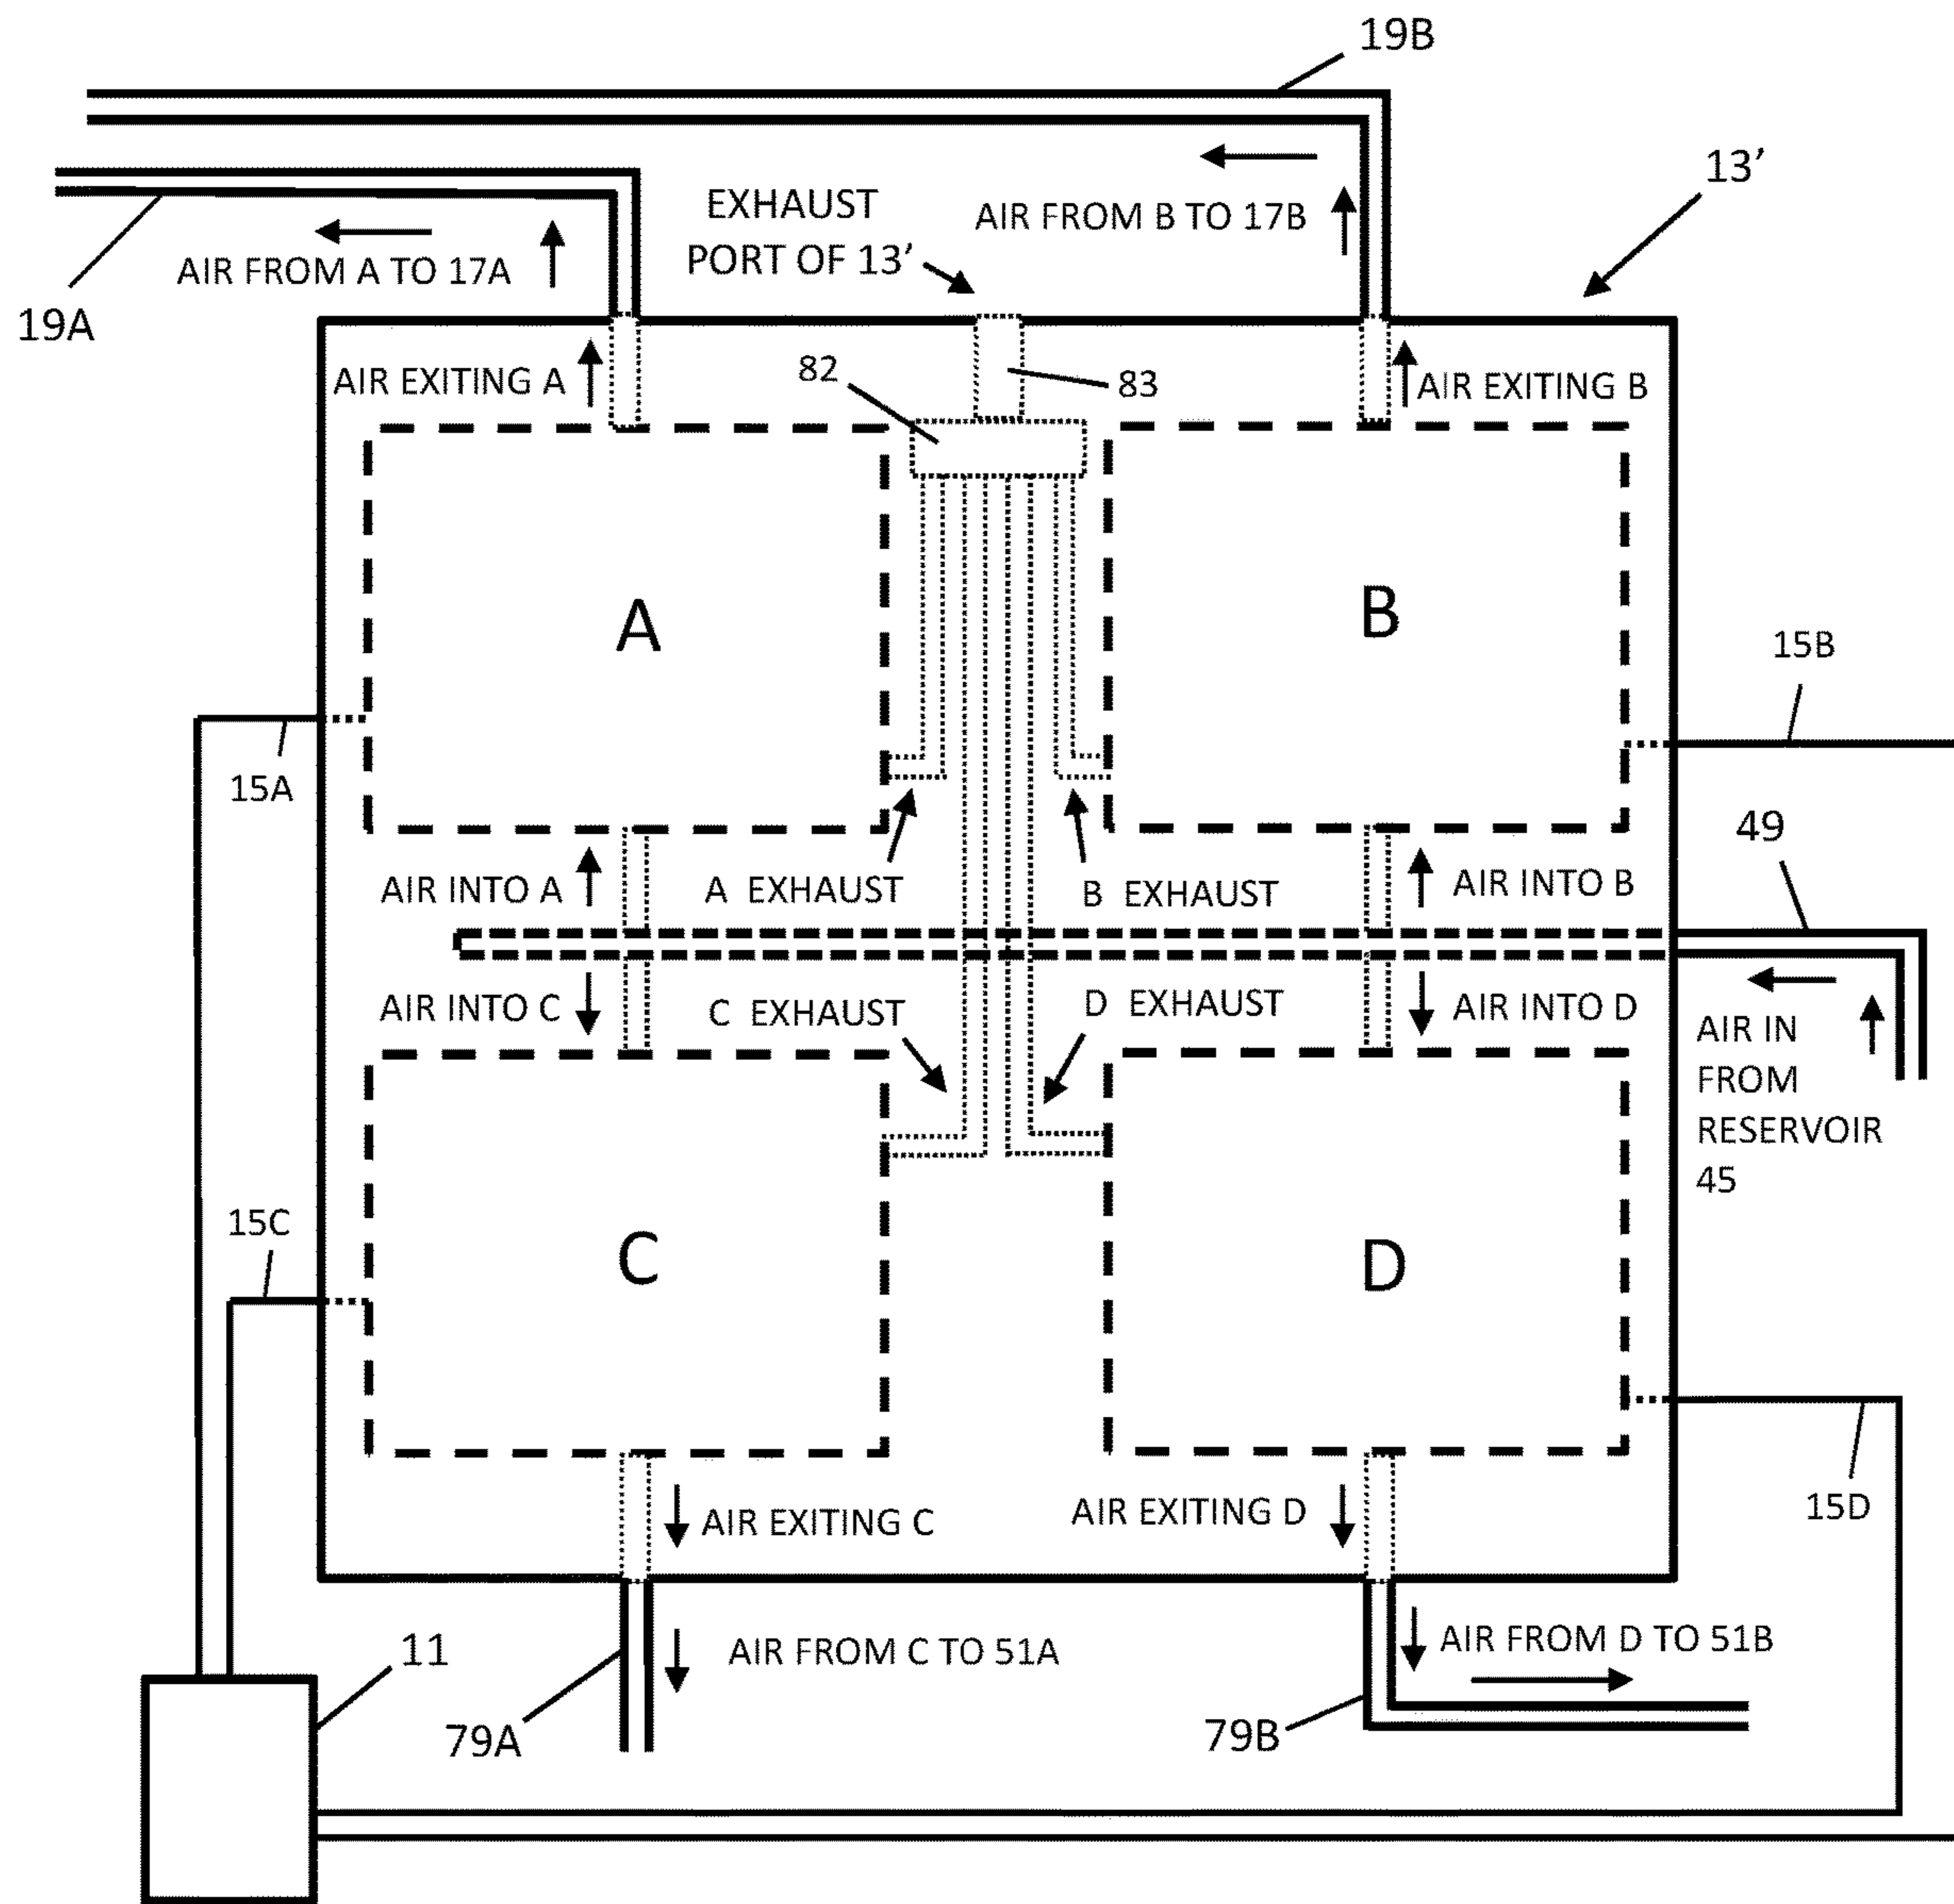 19B
13’
EXHAUST
PORT OF 13’
AIR FROM B TO 17B
AIR FROM A TO 17A
19A
82
83
AIR EXITING A
AIR EXITING B
A
B
15B
15A
49
AIR INTO A
A EXHAUST
B EXHAUST
AIR INTO B
AIR INTO C
C EXHAUST
D EXHAUST
AIR INTO D
AIR IN
FROM
RESERVOIR
45
15C
C
D
15D
AIR EXITING C
AIR EXITING D
11
AIR FROM C TO 51A
AIR FROM D TO 51B
79A
79B